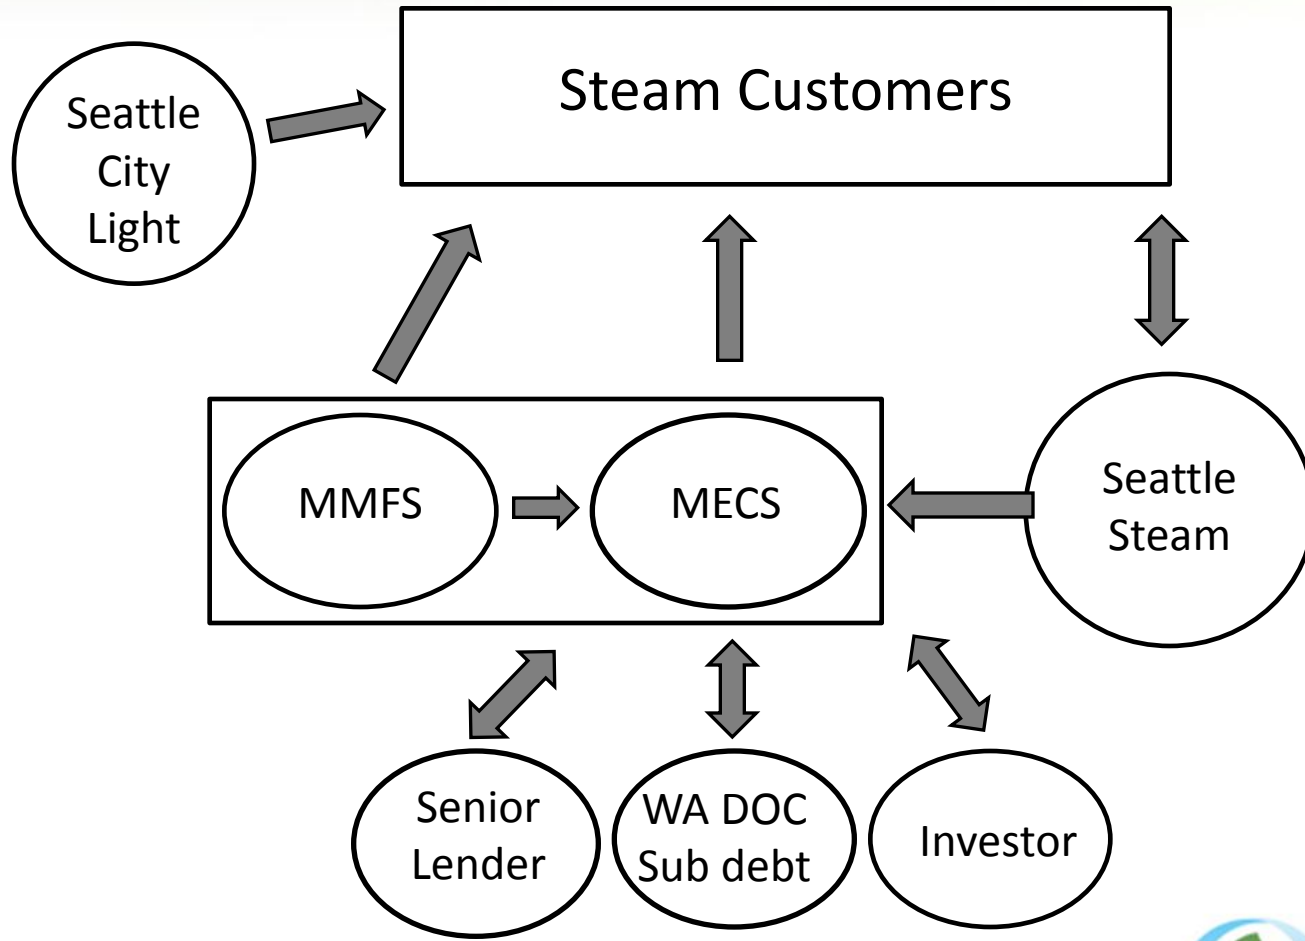 Steam Customers
Seattle
City
Light
MMFS
MECS
Seattle
Steam
Senior
Lender
WA DOC
Sub debt
Investor